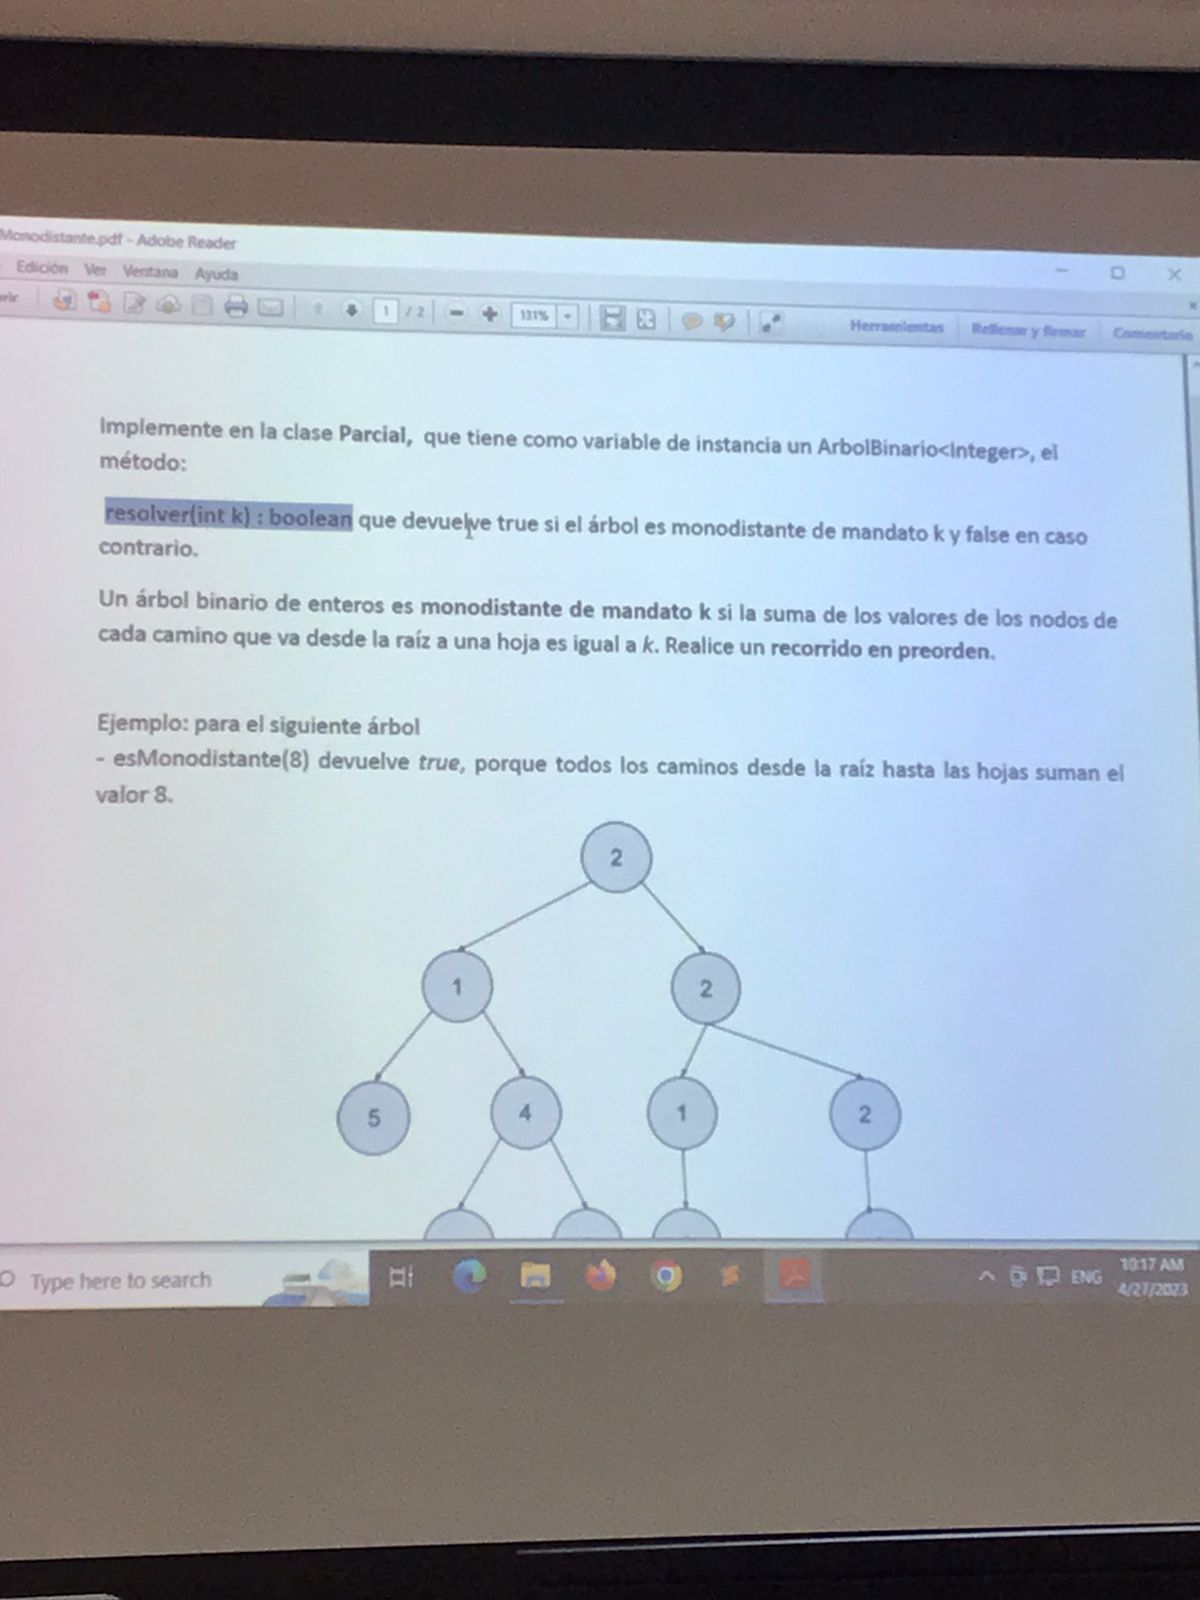 Monodistante.pdf - Adobe Reader
Edición Ver Ventana Ayuda
1 / 2 131% Herramientas Rellenar y firmar Comentario
Implemente en la clase Parcial, que tiene como variable de instancia un ArbolBinario<Integer>, el
método:
resolver(int k) : boolean que devuelve true si el árbol es monodistante de mandato k y false en caso
contrario.
Un árbol binario de enteros es monodistante de mandato k si la suma de los valores de los nodos de
cada camino que va desde la raíz a una hoja es igual a k. Realice un recorrido en preorden.
Ejemplo: para el siguiente árbol
- esMonodistante(8) devuelve true, porque todos los caminos desde la raíz hasta las hojas suman el
valor 8.
2
1 2
5 4 1 2
Type here to search
ENG
10:17 AM
4/27/2023